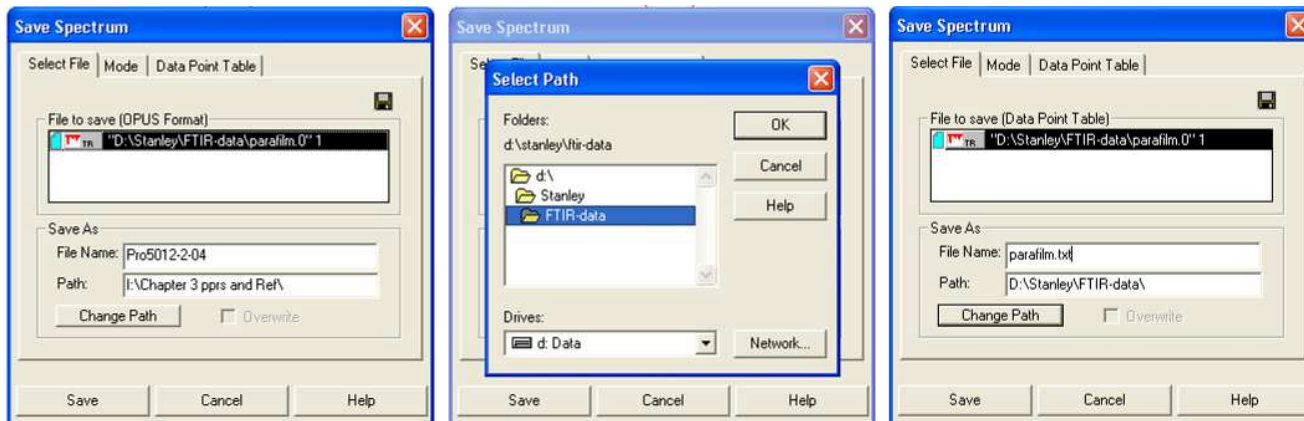 Save Spectrum
Select File Mode Data Point Table
File to save (OPUS Format)
TR "D:\Stanley\FTIR-data\parafilm.0" 1
Save As
File Name: Pro5012-2-04
Path: I:\Chapter 3 pprs and Ref\
Change Path Overwrite
Save Cancel Help
Save Spectrum
Select Path
Folders:
d:\stanley\ftir-data
d:\
Stanley
FTIR-data
OK
Cancel
Help
Drives:
d: Data
Network...
Save Cancel Help
Save Spectrum
Select File Mode Data Point Table
File to save (Data Point Table)
TR "D:\Stanley\FTIR-data\parafilm.0" 1
Save As
File Name: parafilm.txt
Path: D:\Stanley\FTIR-data\
Change Path Overwrite
Save Cancel Help